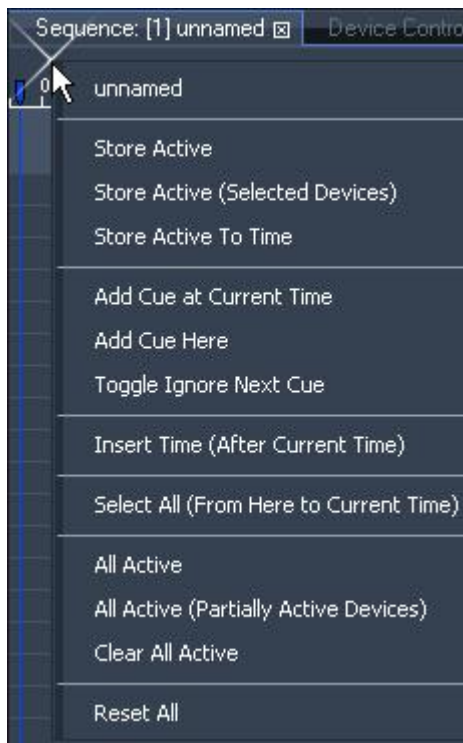 Sequence: [1] unnamed
Device Contro
0
unnamed
Store Active
Store Active (Selected Devices)
Store Active To Time
Add Cue at Current Time
Add Cue Here
Toggle Ignore Next Cue
Insert Time (After Current Time)
Select All (From Here to Current Time)
All Active
All Active (Partially Active Devices)
Clear All Active
Reset All